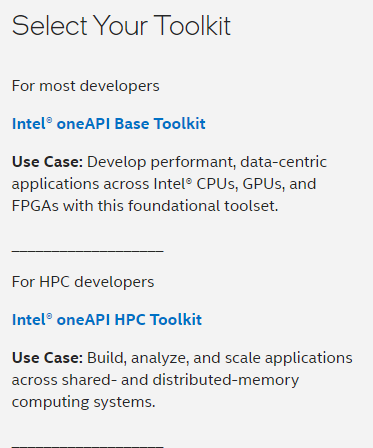 Select Your Toolkit
For most developers
Intel® oneAPI Base Toolkit
Use Case: Develop performant, data-centric
applications across Intel® CPUs, GPUs, and
FPGAs with this foundational toolset.
___________________
For HPC developers
Intel® oneAPI HPC Toolkit
Use Case: Build, analyze, and scale applications
across shared- and distributed-memory
computing systems.
___________________